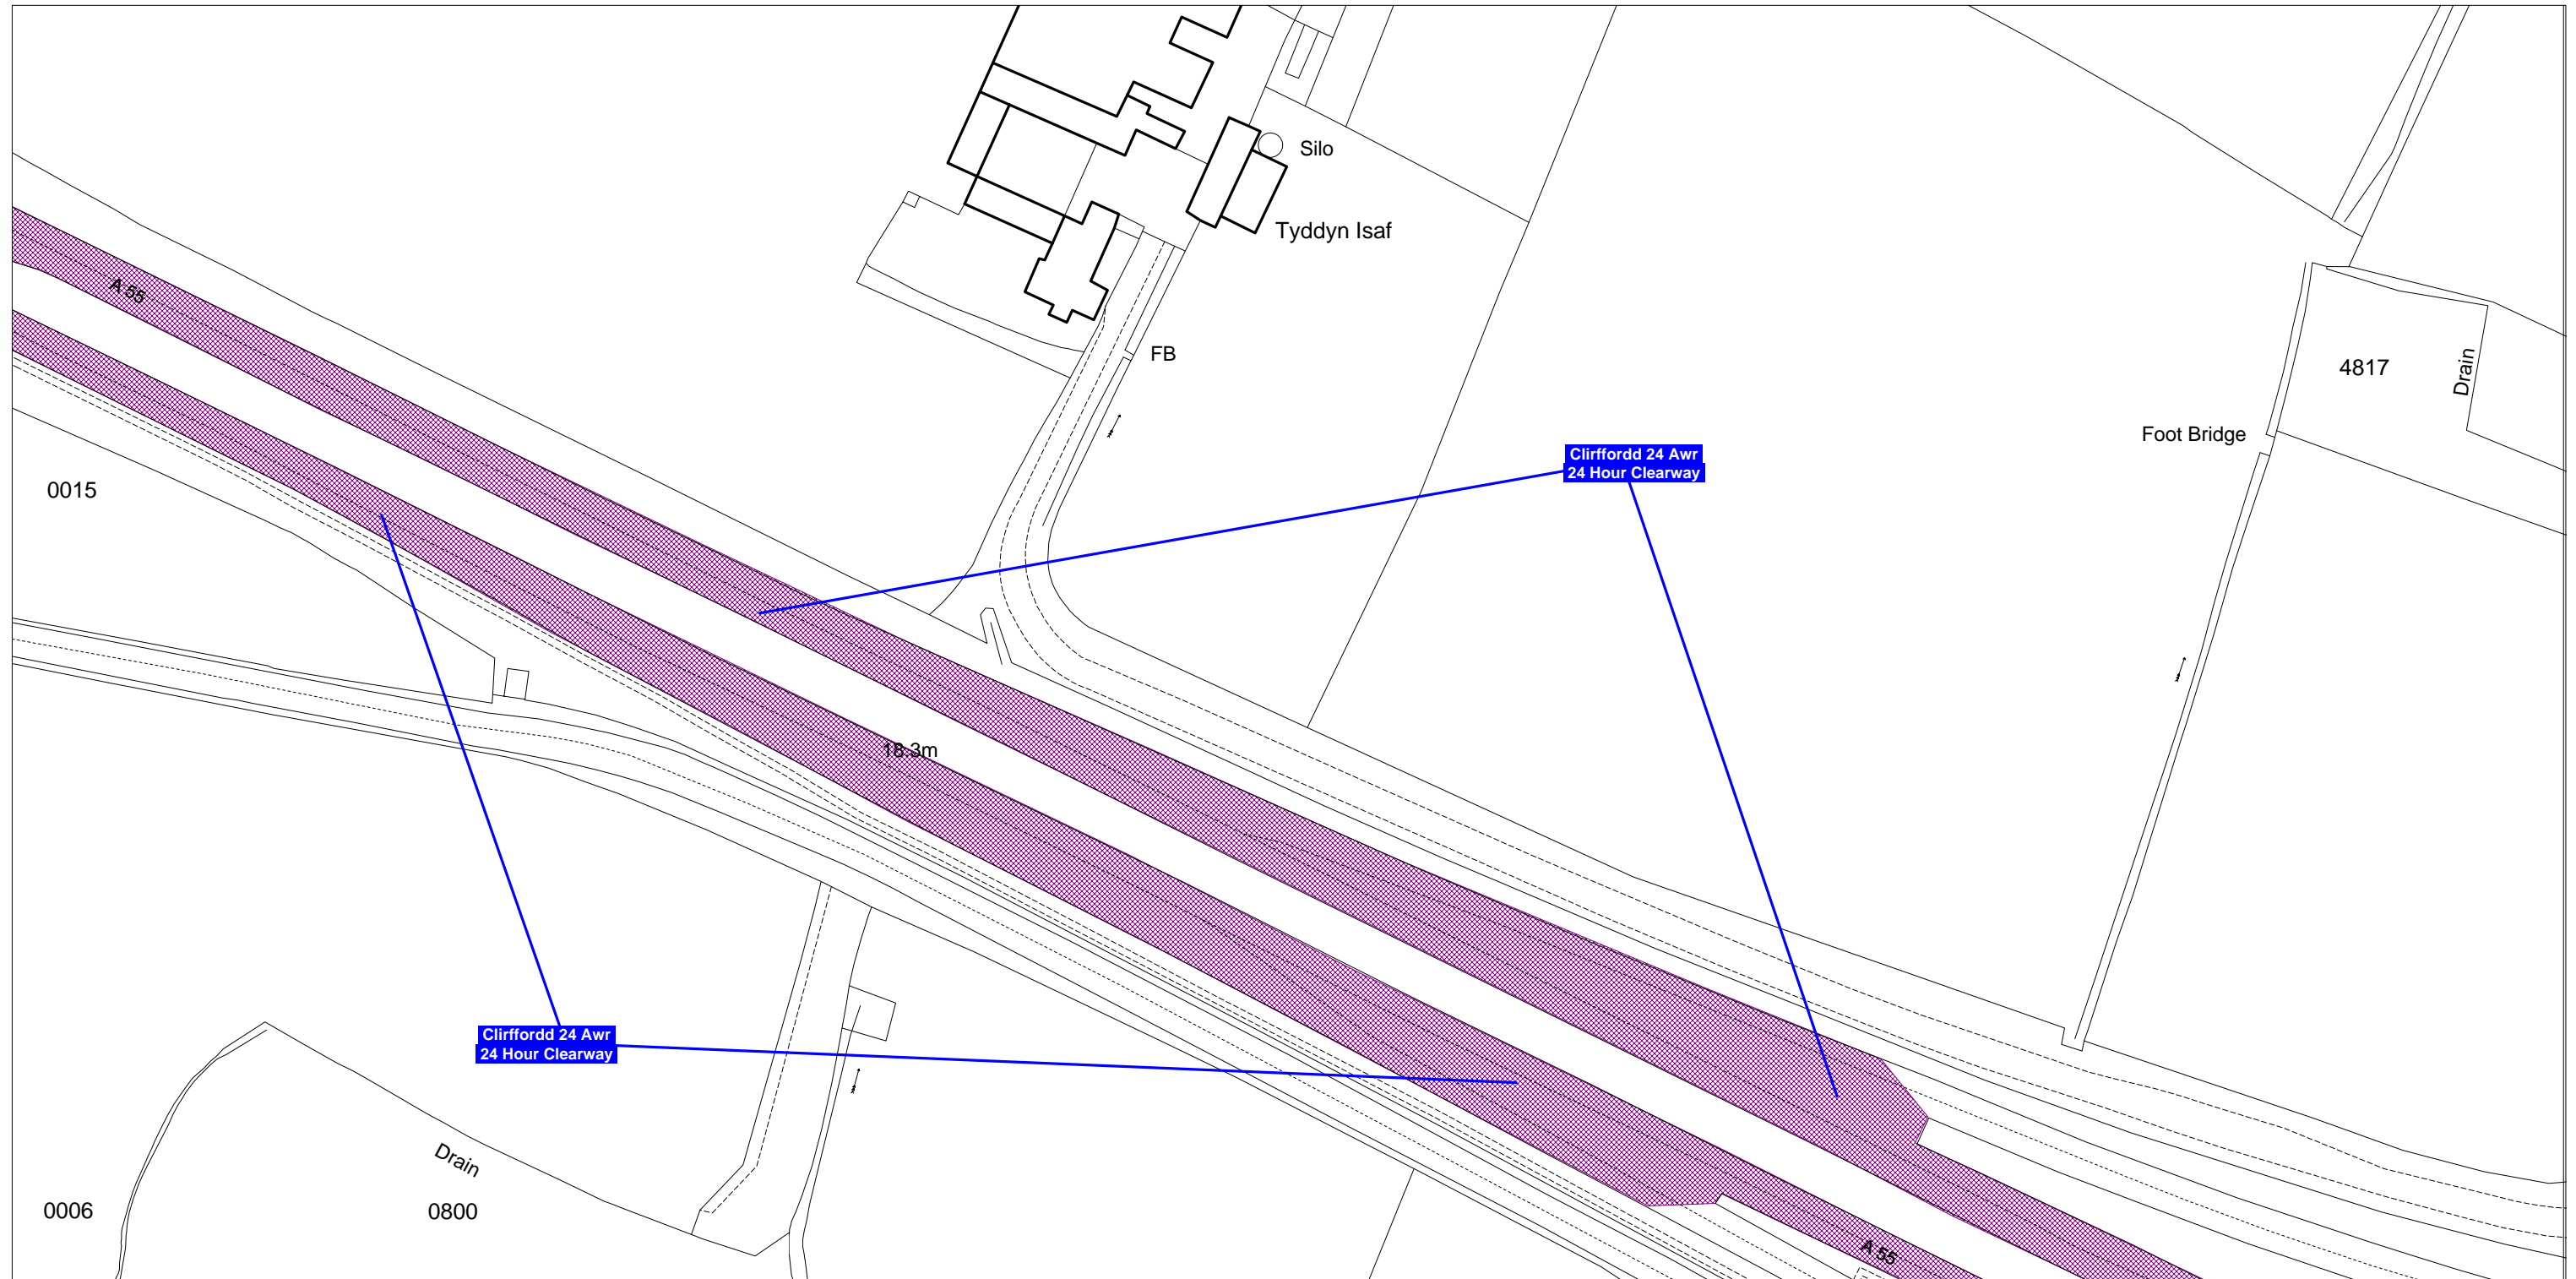 Silo
Tyddyn Isaf
A 55
FB
4817
Drain
Foot Bridge
Clirffordd 24 Awr
24 Hour Clearway
0015
18.3m
Clirffordd 24 Awr
24 Hour Clearway
Drain
0006
0800
A 55